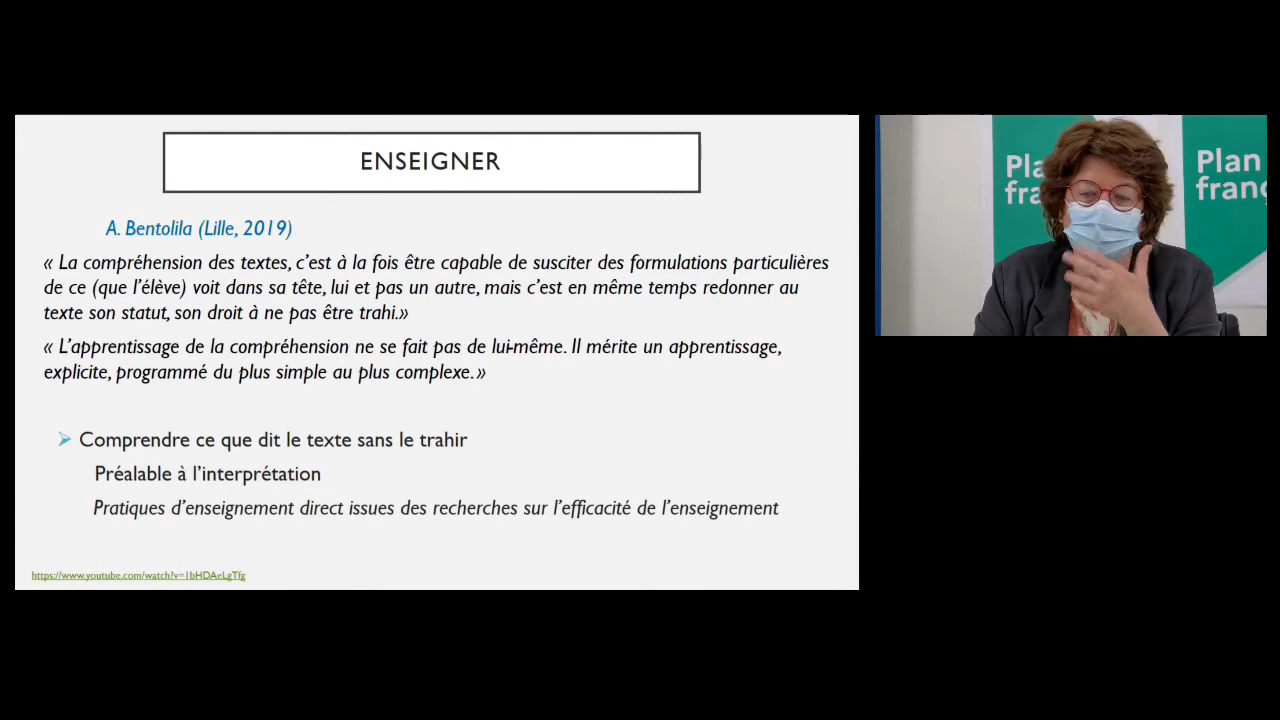 ENSEIGNER
A. Bentolila (Lille, 2019)
« La compréhension des textes, c’est à la fois être capable de susciter des formulations particulières
de ce (que l’élève) voit dans sa tête, lui et pas un autre, mais c’est en même temps redonner au
texte son statut, son droit à ne pas être trahi.»
« L’apprentissage de la compréhension ne se fait pas de lui-même. Il mérite un apprentissage,
explicite, programmé du plus simple au plus complexe. »
➢ Comprendre ce que dit le texte sans le trahir
Préalable à l’interprétation
Pratiques d’enseignement direct issues des recherches sur l’efficacité de l’enseignement
https://www.youtube.com/watch?v=1bHDAeLgTfg
Pla
fra
Plan
franç